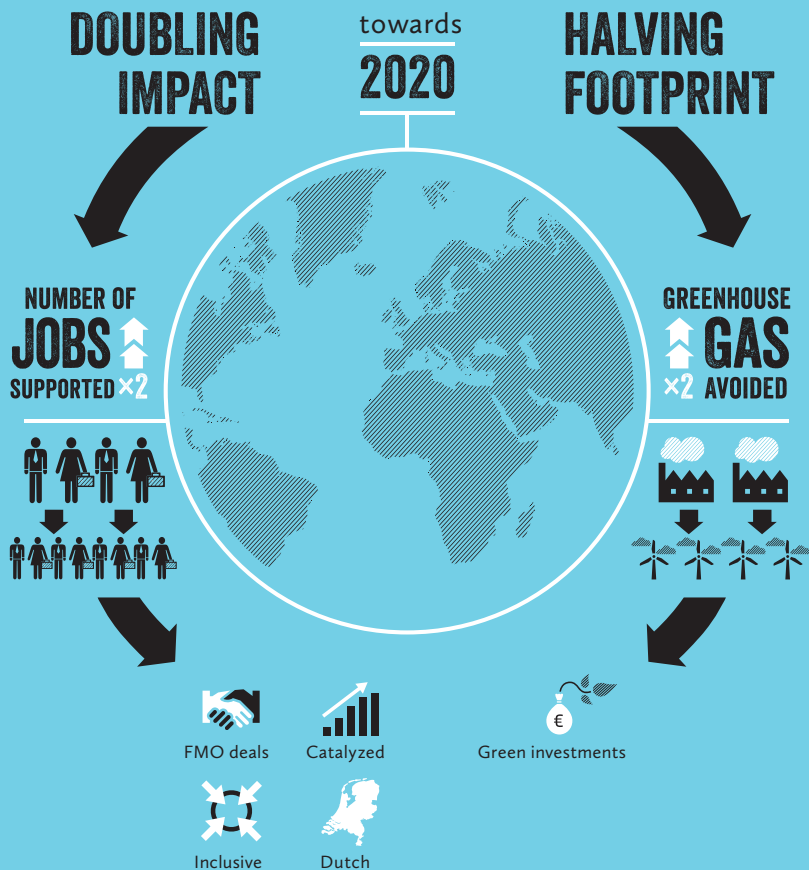 DOUBLING
IMPACT
towards
2020
HALVING
FOOTPRINT
NUMBER OF
JOBS
SUPPORTED ×2
GREENHOUSE
GAS
×2 AVOIDED
FMO deals
Catalyzed
€
Green investments
Inclusive
Dutch